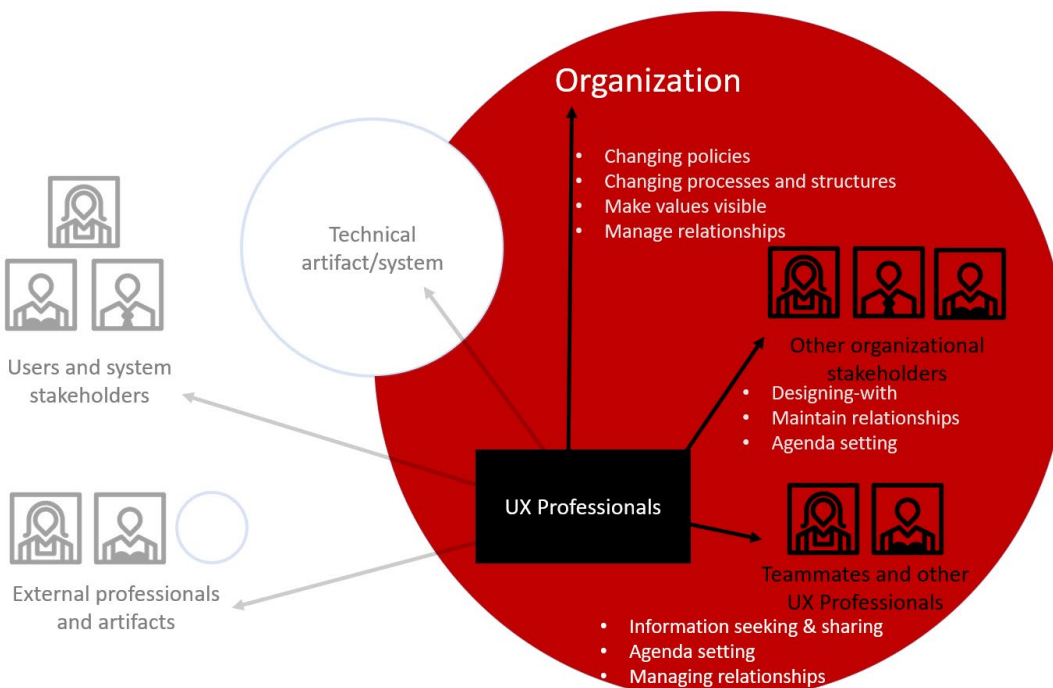 Organization
• Changing policies
• Changing processes and structures
• Make values visible
• Manage relationships
Technical
artifact/system
Users and system
stakeholders
Other organizational
stakeholders
• Designing-with
• Maintain relationships
• Agenda setting
UX Professionals
External professionals
and artifacts
Teammates and other
UX Professionals
• Information seeking & sharing
• Agenda setting
• Managing relationships